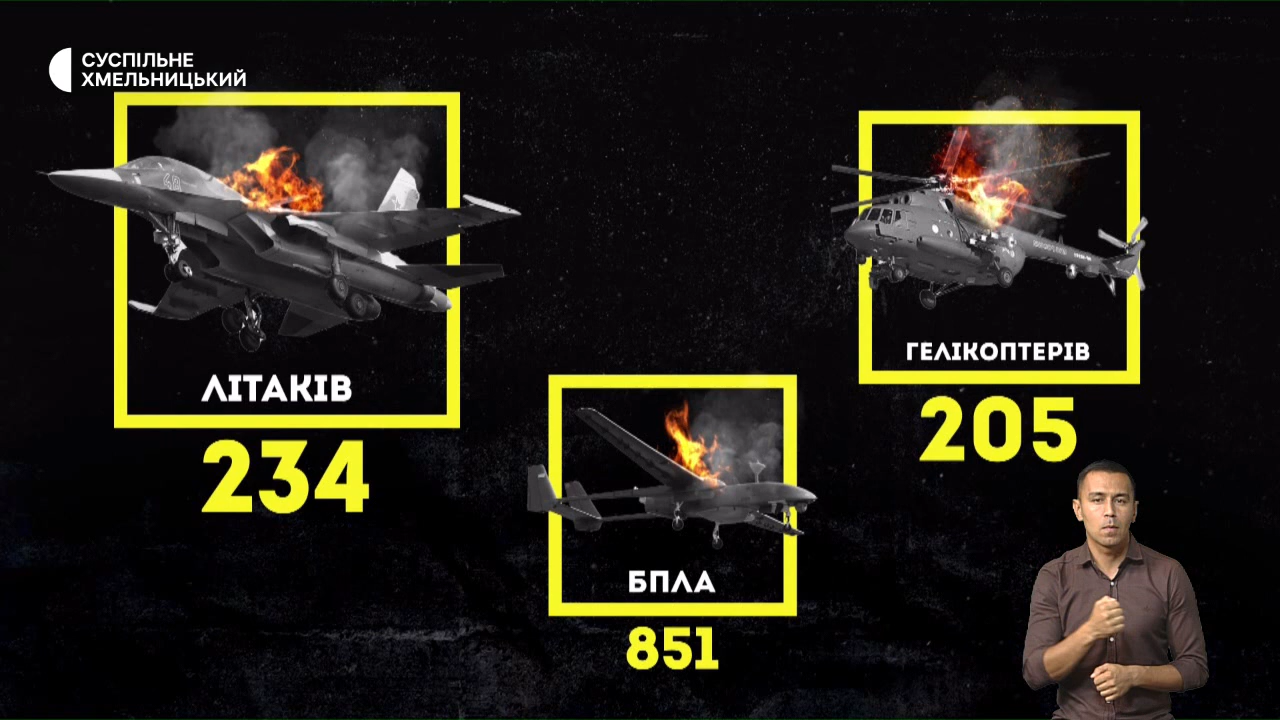 СУСПІЛЬНЕ
ХМЕЛЬНИЦЬКИЙ
ЛІТАКІВ
234
ГЕЛІКОПТЕРІВ
205
БПЛА
851